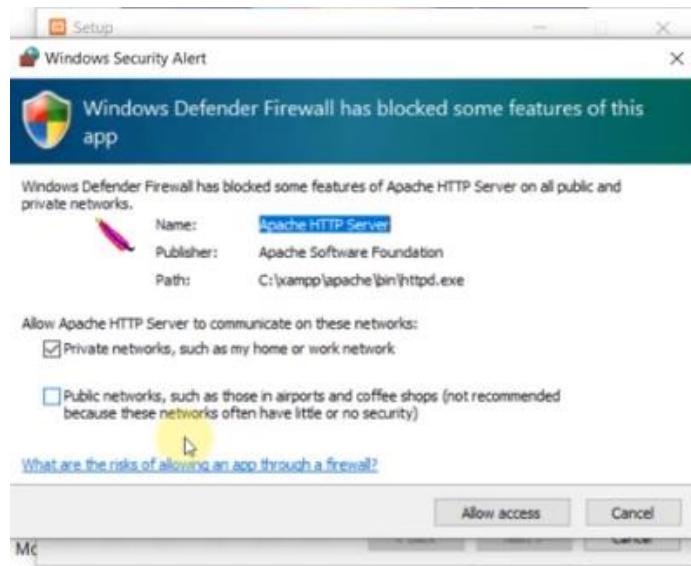 Setup
Windows Security Alert
Windows Defender Firewall has blocked some features of this
app
Windows Defender Firewall has blocked some features of Apache HTTP Server on all public and
private networks.
Name: Apache HTTP Server
Publisher: Apache Software Foundation
Path: C:\xampp\apache\bin\httpd.exe
Allow Apache HTTP Server to communicate on these networks:
Private networks, such as my home or work network
Public networks, such as those in airports and coffee shops (not recommended
because these networks often have little or no security)
What are the risks of allowing an app through a firewall?
Allow access Cancel